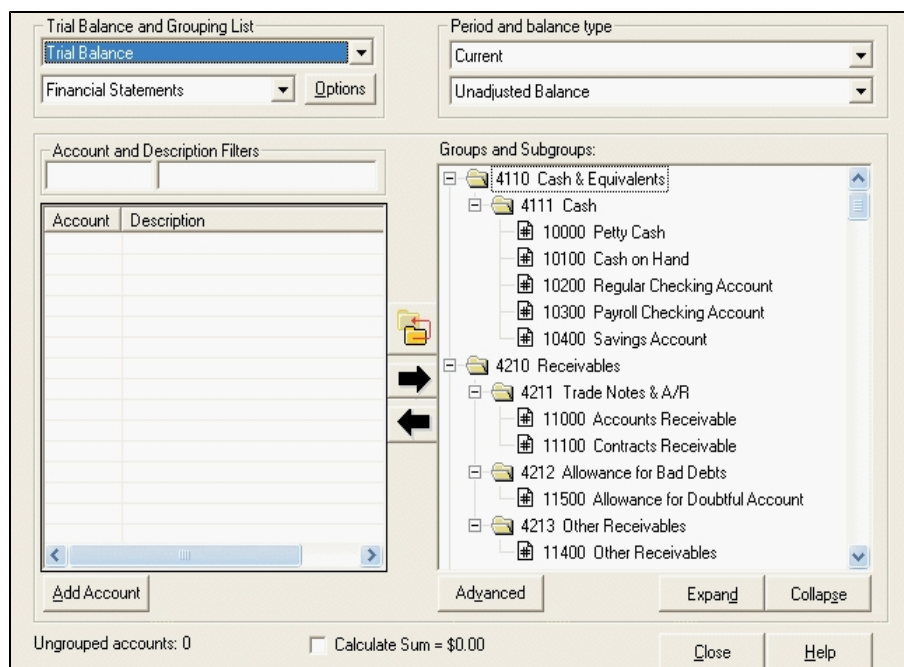 Trial Balance and Grouping List
Trial Balance
Financial Statements
Options
Period and balance type
Current
Unadjusted Balance
Account and Description Filters
Account Description
Add Account
Groups and Subgroups:
4110 Cash & Equivalents
4111 Cash
10000 Petty Cash
10100 Cash on Hand
10200 Regular Checking Account
10300 Payroll Checking Account
10400 Savings Account
4210 Receivables
4211 Trade Notes & A/R
11000 Accounts Receivable
11100 Contracts Receivable
4212 Allowance for Bad Debts
11500 Allowance for Doubtful Account
4213 Other Receivables
11400 Other Receivables
Advanced
Expand
Collapse
Ungrouped accounts: 0
Calculate Sum = $0.00
Close
Help